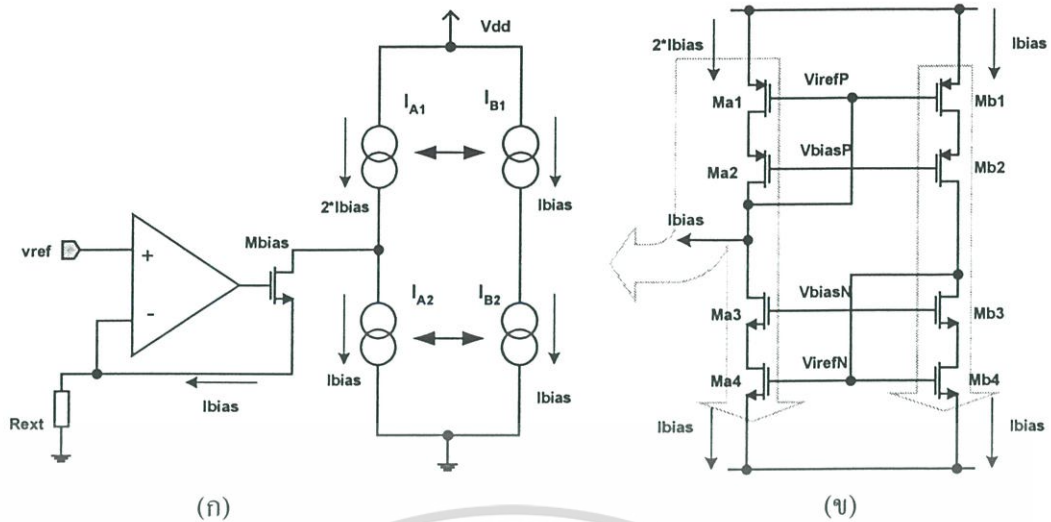 Vdd
I_A1
I_B1
2*Ibias
Ibias
vref
+
-
Mbias
I_A2
I_B2
Ibias
Ibias
Ibias
Rext
(ก)
2*Ibias
Ibias
VirefP
Ma1
Mb1
VbiasP
Ma2
Mb2
Ibias
VbiasN
Ma3
Mb3
VirefN
Ma4
Mb4
Ibias
Ibias
(ข)